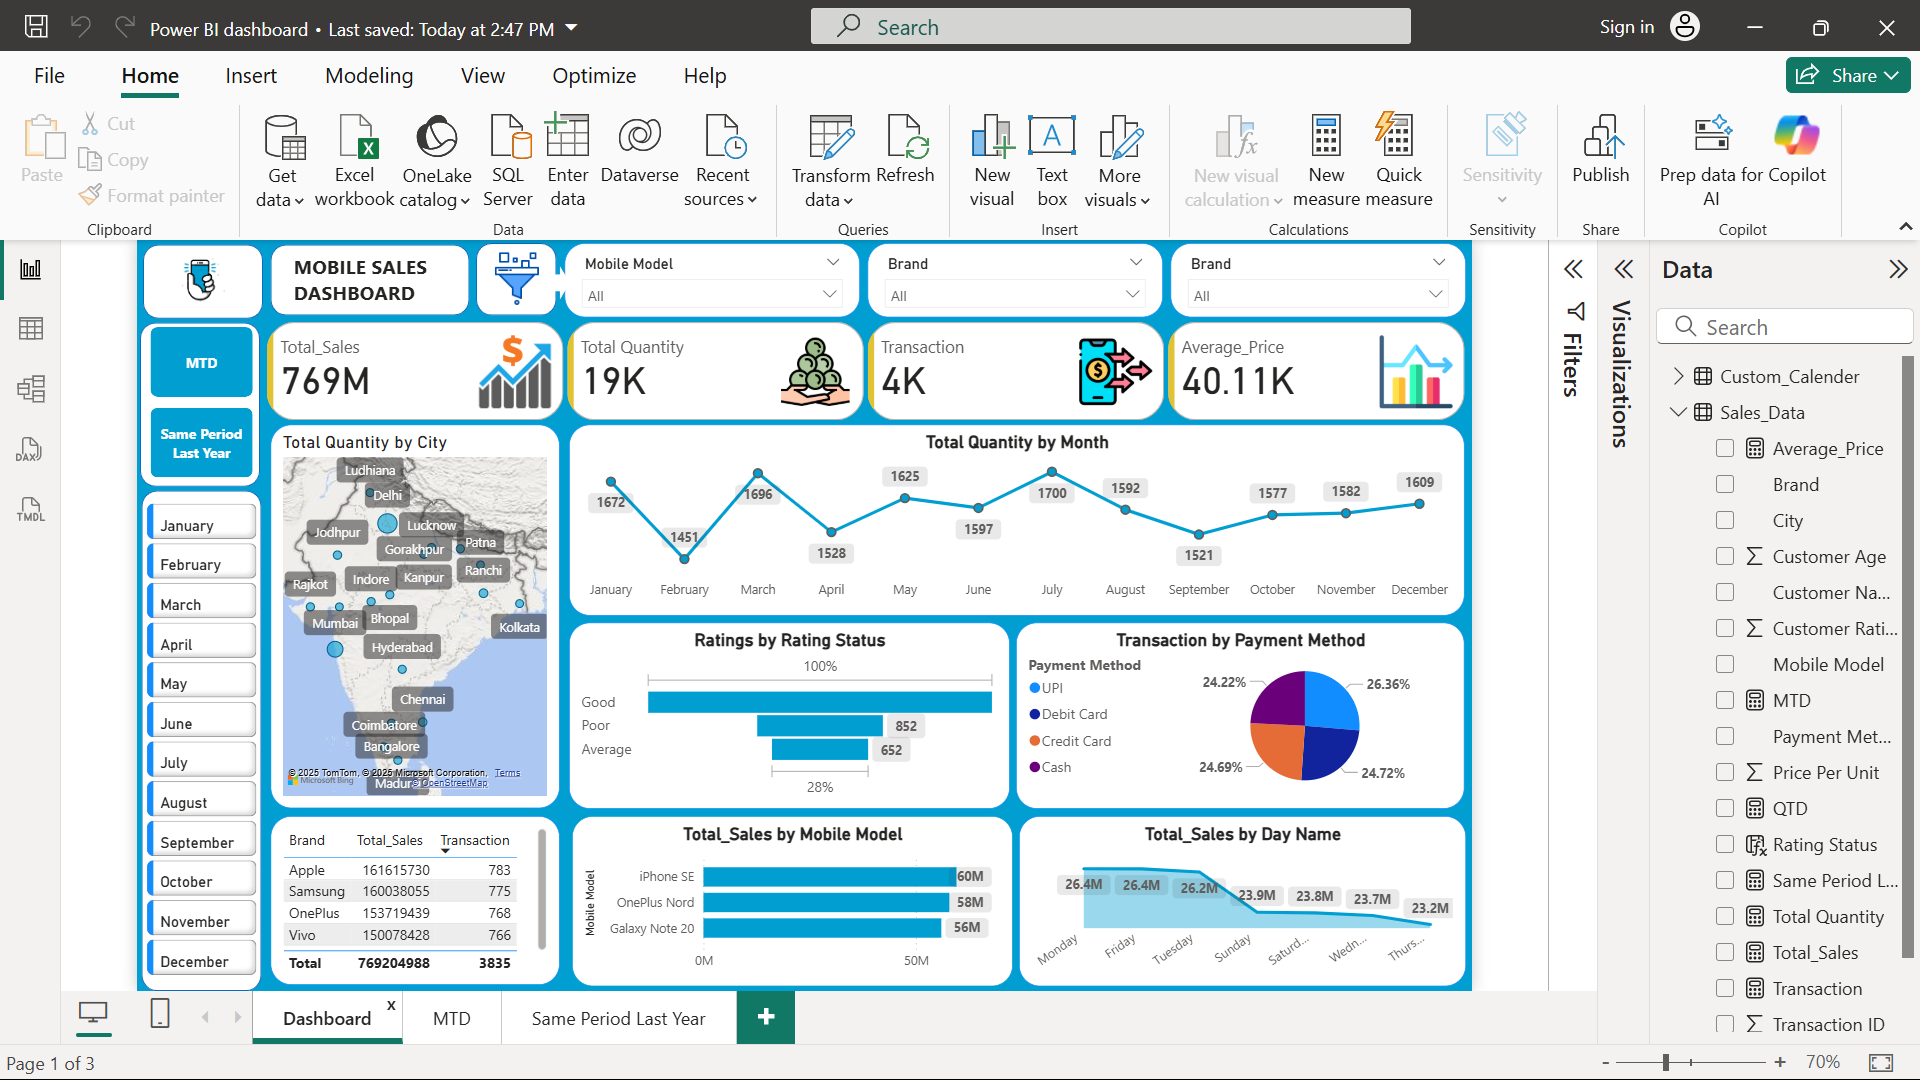 Power BI dashboard • Last saved: Today at 2:47 PM
Search
Sign in
File
Home
Insert
Modeling
View
Optimize
Help
Share
Paste
Cut
Copy
Format painter
Clipboard
Get data
Excel workbook
OneLake catalog
SQL Server
Enter data
Dataverse
Recent sources
Data
Transform data
Refresh
Queries
New visual
Text box
More visuals
Insert
New visual calculation
New measure
Quick measure
Calculations
Sensitivity
Sensitivity
Publish
Share
Prep data for AI
Copilot
Copilot
MOBILE SALES
DASHBOARD
Mobile Model
All
Brand
All
Brand
All
MTD
Same Period
Last Year
Total_Sales
769M
Total Quantity
19K
Transaction
4K
Average_Price
40.11K
January
February
March
April
May
June
July
August
September
October
November
December
Total Quantity by City
Ludhiana
Delhi
Lucknow
Jodhpur
Gorakhpur
Patna
Ranchi
Rajkot
Indore
Kanpur
Mumbai
Bhopal
Kolkata
Hyderabad
Chennai
Coimbatore
Bangalore
© 2025 TomTom, © 2025 Microsoft Corporation, Terms
Microsoft Bing
© OpenStreetMap
Total Quantity by Month
1672
1451
1696
1528
1625
1597
1700
1592
1521
1577
1582
1609
January
February
March
April
May
June
July
August
September
October
November
December
Ratings by Rating Status
100%
Good
Poor
852
Average
652
28%
Transaction by Payment Method
Payment Method
UPI
Debit Card
Credit Card
Cash
24.22%
26.36%
24.69%
24.72%
Brand Total_Sales Transaction
Apple 161615730 783
Samsung 160038055 775
OnePlus 153719439 768
Vivo 150078428 766
Total 769204988 3835
Total_Sales by Mobile Model
Mobile Model
iPhone SE 60M
OnePlus Nord 58M
Galaxy Note 20 56M
0M 50M
Total_Sales by Day Name
26.4M
26.4M
26.2M
23.9M
23.8M
23.7M
23.2M
Monday
Friday
Tuesday
Sunday
Saturd...
Wedn...
Thurs...
Filters
Visualizations
Data
Search
Custom_Calender
Sales_Data
Average_Price
Brand
City
Customer Age
Customer Na...
Customer Rati...
Mobile Model
MTD
Payment Met...
Price Per Unit
QTD
Rating Status
Same Period L...
Total Quantity
Total_Sales
Transaction
Transaction ID
DAX
TMDL
Dashboard
x
MTD
Same Period Last Year
+
Page 1 of 3
-
+
70%